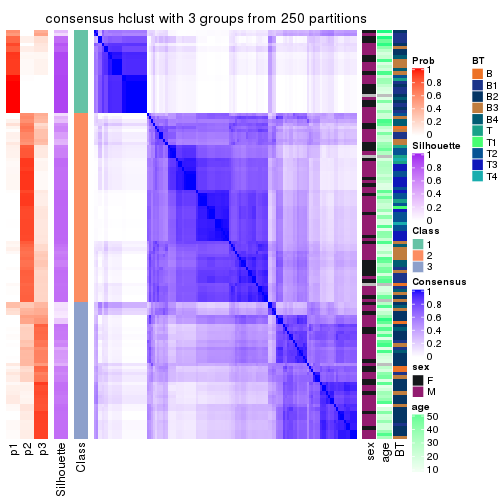 consensus hclust with 3 groups from 250 partitions
p1
p2
p3
Silhouette
Class
sex
age
BT
Prob
1
0.8
0.6
0.4
0.2
0
Silhouette
1
0.8
0.6
0.4
0.2
0
Class
1
2
3
Consensus
1
0.8
0.6
0.4
0.2
0
sex
F
M
age
50
40
30
20
10
BT
B
B1
B2
B3
B4
T
T1
T2
T3
T4